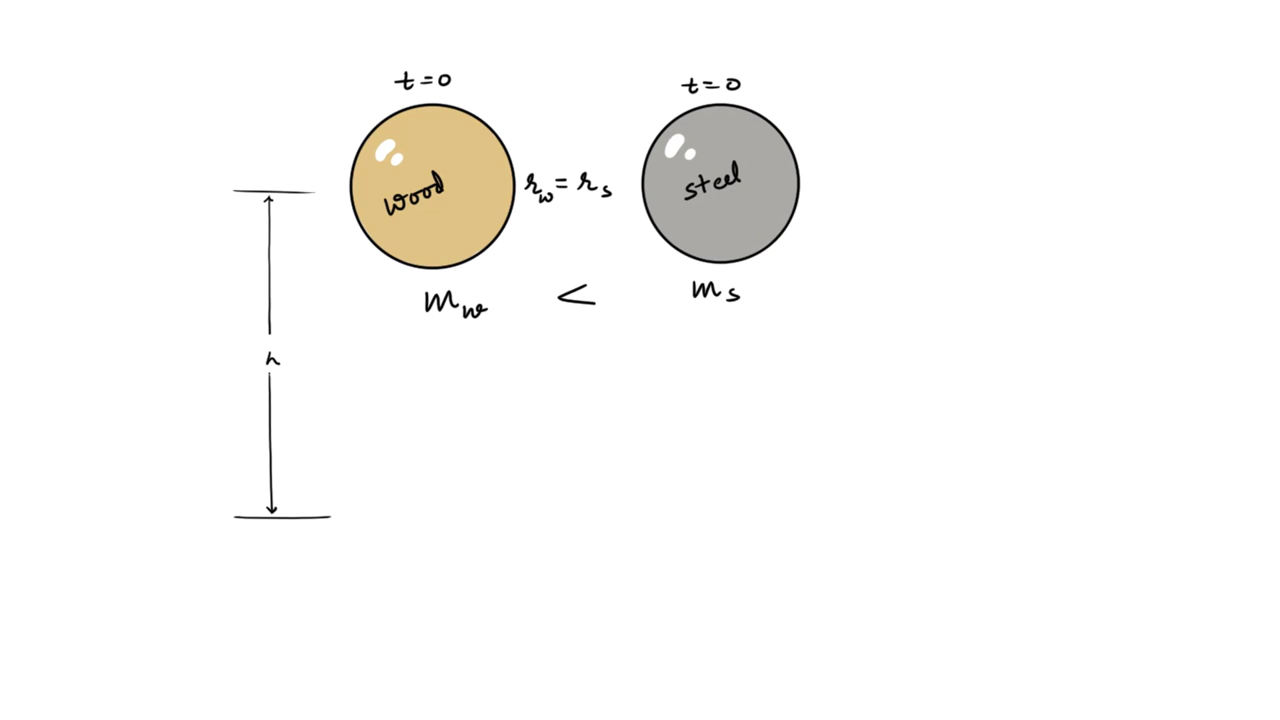 t=0 t=0
wood r_w = r_s steel
m_w < m_s
h